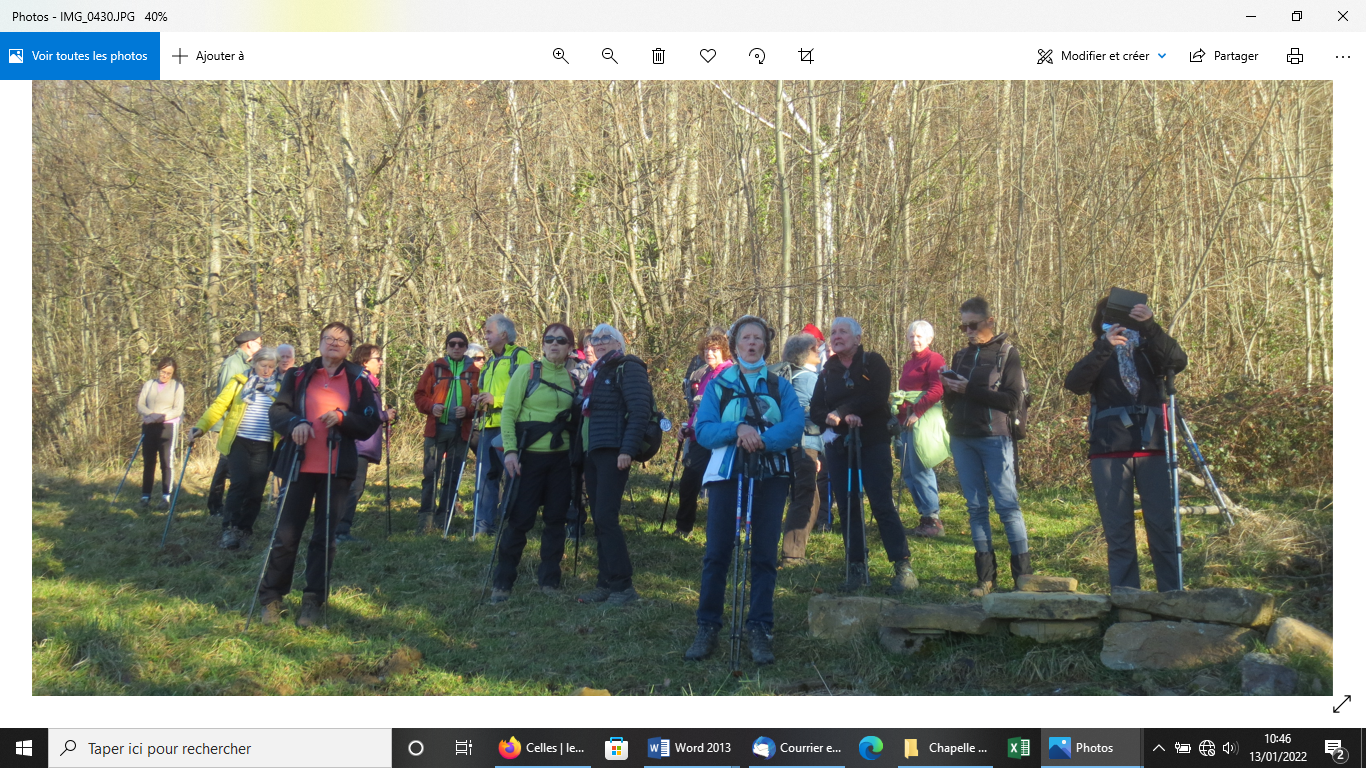 Photos - IMG_0430.JPG   40%
Voir toutes les photos
Ajouter à
Modifier et créer
Partager
Taper ici pour rechercher
Celles | le...
Word 2013
Courrier e...
Chapelle ...
Photos
10:46
13/01/2022
2